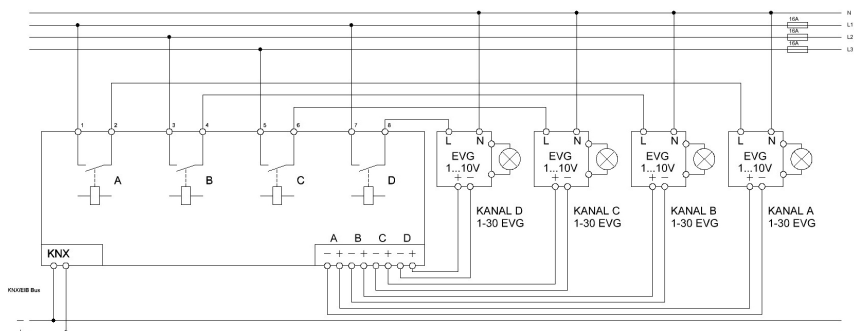 N
16A
L1
16A
L2
16A
L3
1 2 3 4 5 6 7 8
L N L N L N L N
EVG EVG EVG EVG
1...10V 1...10V 1...10V 1...10V
+ − + − + − + −
A B C D
KANAL D KANAL C KANAL B KANAL A
1-30 EVG 1-30 EVG 1-30 EVG 1-30 EVG
A B C D
KNX
− + − + − + − +
KNX/EIB Bus
−
+